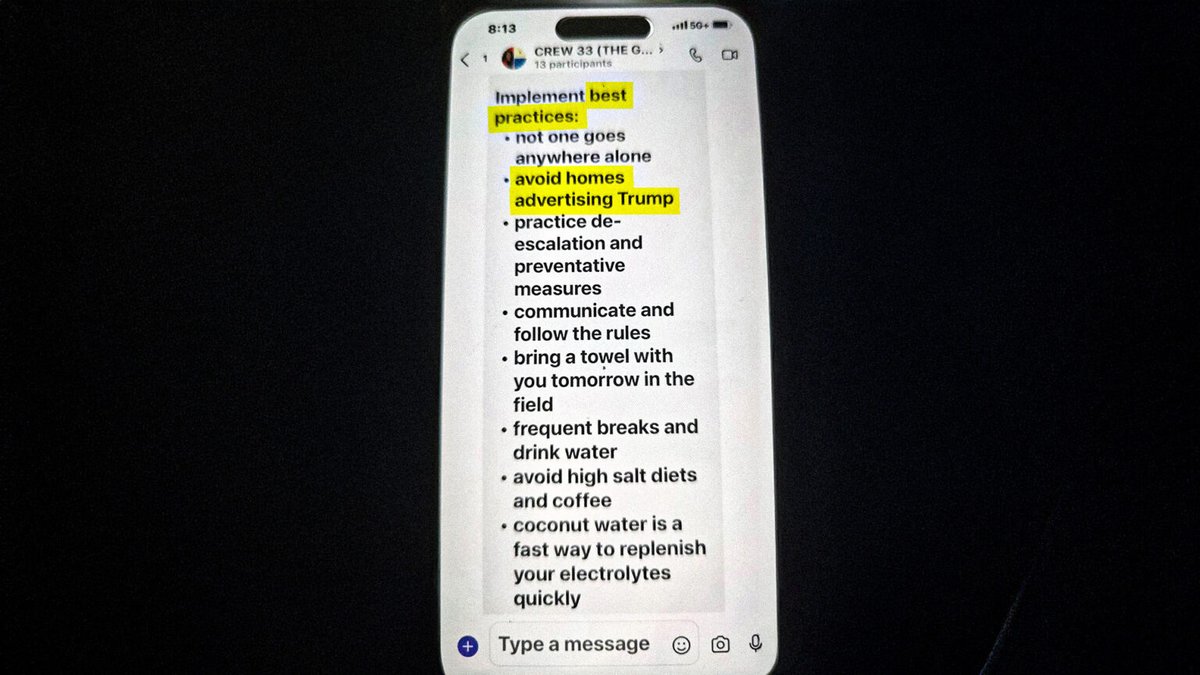 8:13
5G+
1
CREW 33 (THE G... ›
13 participants
Implement best
practices:
• not one goes
anywhere alone
• avoid homes
advertising Trump
• practice de-
escalation and
preventative
measures
• communicate and
follow the rules
• bring a towel with
you tomorrow in the
field
• frequent breaks and
drink water
• avoid high salt diets
and coffee
• coconut water is a
fast way to replenish
your electrolytes
quickly
Type a message